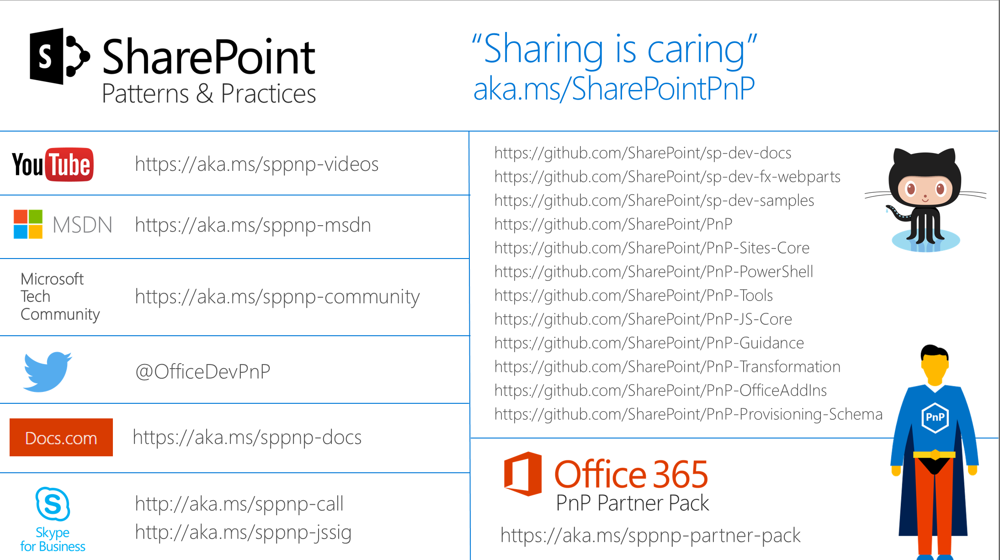 S
SharePoint
Patterns & Practices
“Sharing is caring”
aka.ms/SharePointPnP
YouTube
https://aka.ms/sppnp-videos
MSDN
https://aka.ms/sppnp-msdn
Microsoft
Tech
Community
https://aka.ms/sppnp-community
@OfficeDevPnP
Docs.com
https://aka.ms/sppnp-docs
S
Skype
for Business
http://aka.ms/sppnp-call
http://aka.ms/sppnp-jssig
https://github.com/SharePoint/sp-dev-docs
https://github.com/SharePoint/sp-dev-fx-webparts
https://github.com/SharePoint/sp-dev-samples
https://github.com/SharePoint/PnP
https://github.com/SharePoint/PnP-Sites-Core
https://github.com/SharePoint/PnP-PowerShell
https://github.com/SharePoint/PnP-Tools
https://github.com/SharePoint/PnP-JS-Core
https://github.com/SharePoint/PnP-Guidance
https://github.com/SharePoint/PnP-Transformation
https://github.com/SharePoint/PnP-OfficeAddIns
https://github.com/SharePoint/PnP-Provisioning-Schema
PnP
Office 365
PnP Partner Pack
https://aka.ms/sppnp-partner-pack